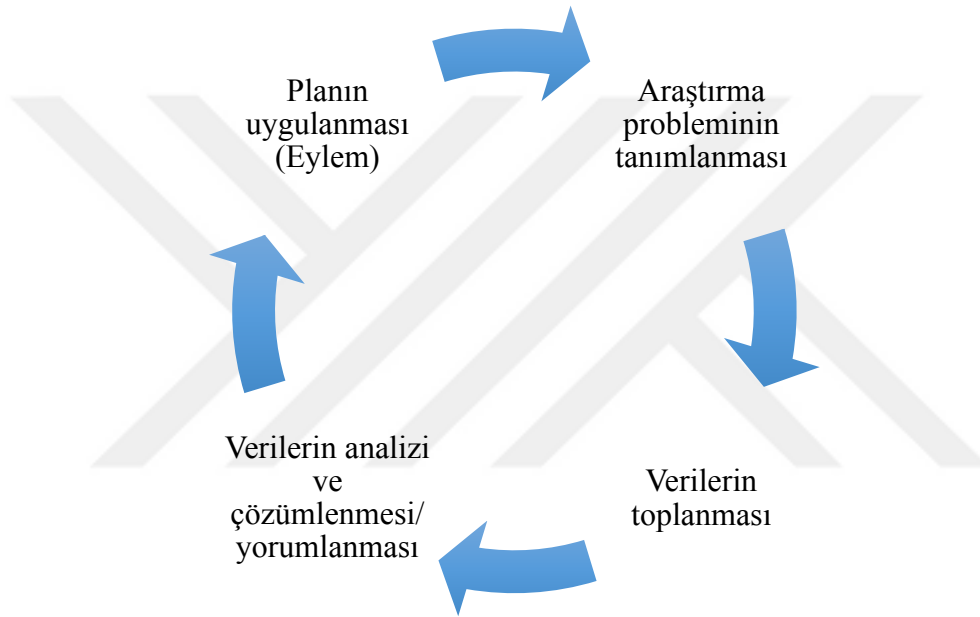 Planın
uygulanması
(Eylem)
Araştırma
probleminin
tanımlanması
Verilerin analizi
ve
çözümlenmesi/
yorumlanması
Verilerin
toplanması